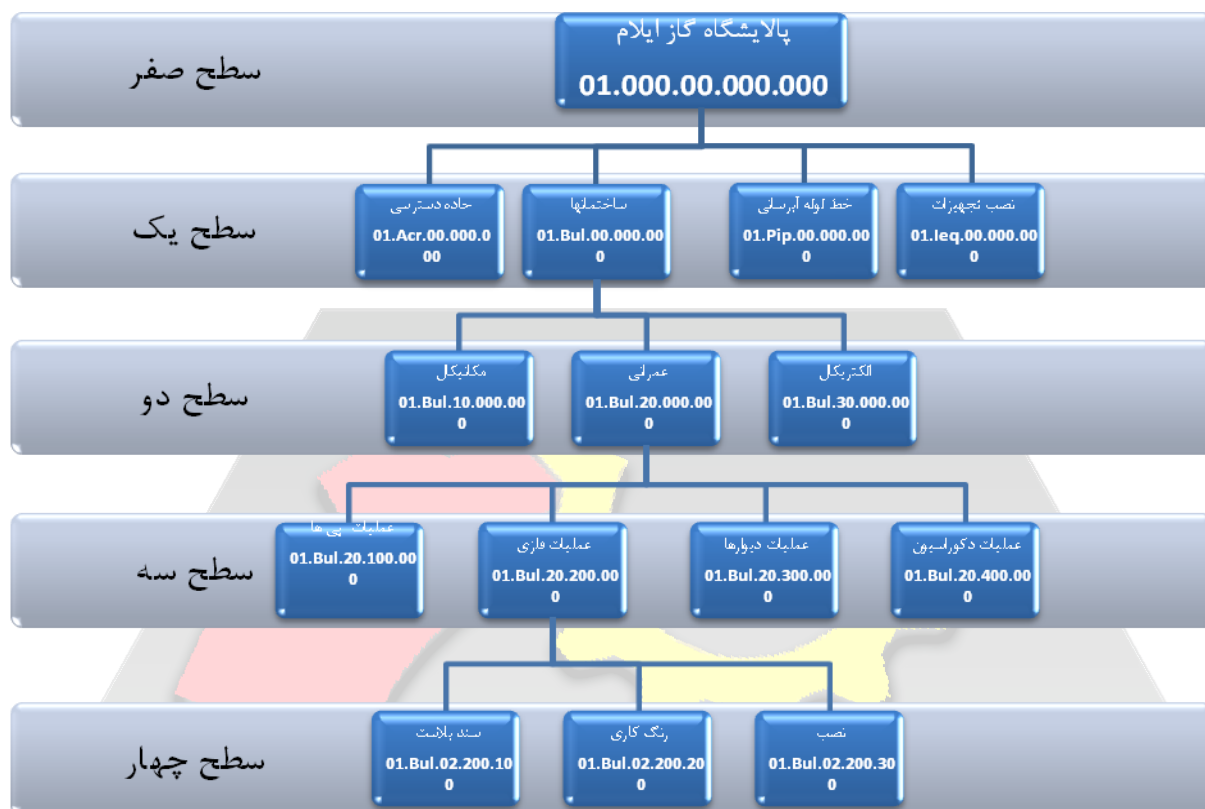 پالایشگاه گاز ایلام
01.000.00.000.000
سطح صفر
نصب تجهیزات
01.Ieq.00.000.00
0
خط لوله آبرسانی
01.Pip.00.000.00
0
ساختمانها
01.Bul.00.000.00
0
جاده دسترسی
01.Acr.00.000.0
00
سطح یک
الکتریکال
01.Bul.30.000.00
0
عمرانی
01.Bul.20.000.00
0
مکانیکال
01.Bul.10.000.00
0
سطح دو
عملیات دکوراسیون
01.Bul.20.400.00
0
عملیات دیوارها
01.Bul.20.300.00
0
عملیات فلزی
01.Bul.20.200.00
0
عملیات پی ها
01.Bul.20.100.00
0
سطح سه
نصب
01.Bul.02.200.30
0
رنگ کاری
01.Bul.02.200.20
0
سند بلاست
01.Bul.02.200.10
0
سطح چهار